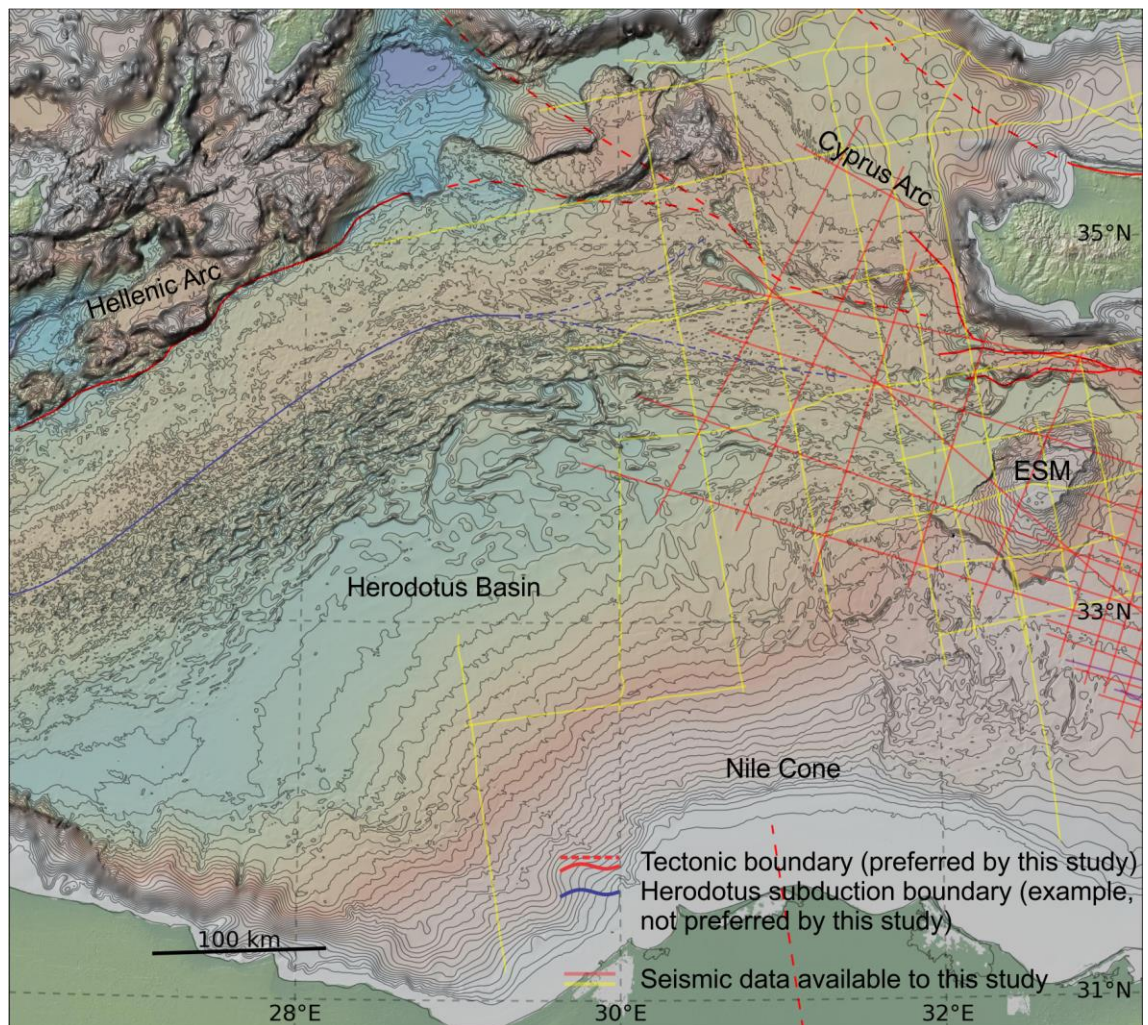 Cyprus Arc
35°N
Hellenic Arc
ESM
Herodotus Basin
33°N
Nile Cone
Tectonic boundary (preferred by this study)
Herodotus subduction boundary (example,
not preferred by this study)
100 km
Seismic data available to this study
31°N
28°E
30°E
32°E